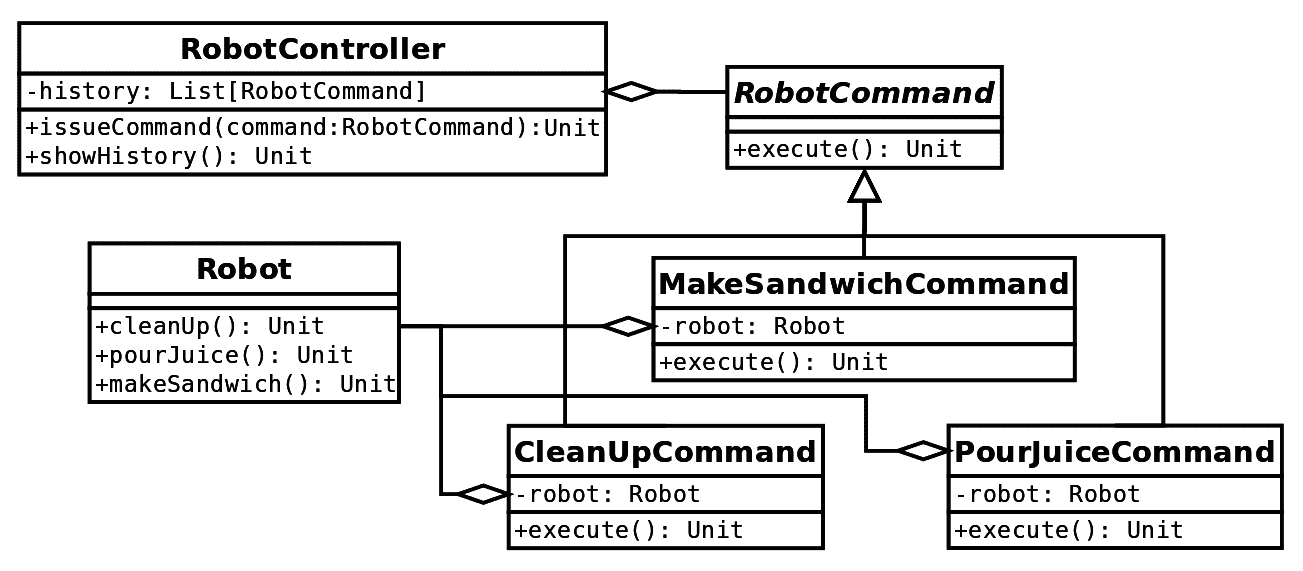 RobotController
-history: List[RobotCommand]
+issueCommand(command:RobotCommand):Unit
+showHistory(): Unit
RobotCommand
+execute(): Unit
Robot
+cleanUp(): Unit
+pourJuice(): Unit
+makeSandwich(): Unit
MakeSandwichCommand
-robot: Robot
+execute(): Unit
CleanUpCommand
-robot: Robot
+execute(): Unit
PourJuiceCommand
-robot: Robot
+execute(): Unit